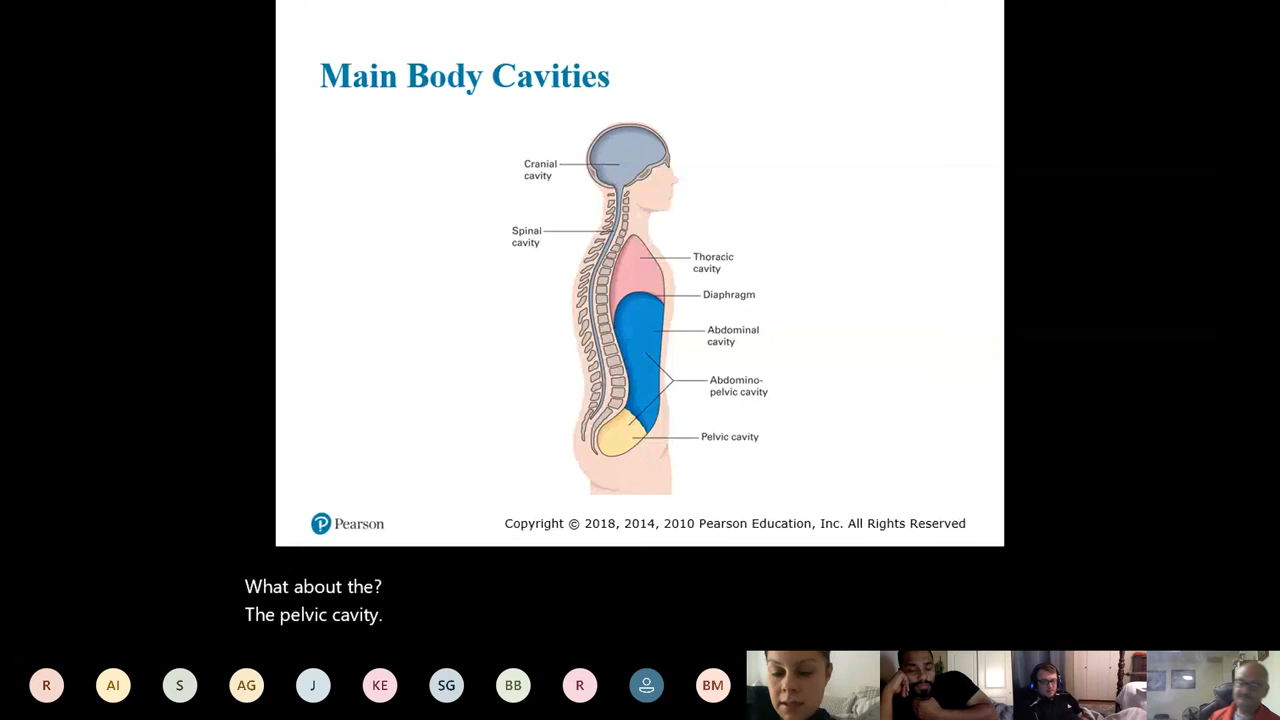 Main Body Cavities
Cranial
cavity
Spinal
cavity
Thoracic
cavity
Diaphragm
Abdominal
cavity
Abdomino-
pelvic cavity
Pelvic cavity
P Pearson
Copyright © 2018, 2014, 2010 Pearson Education, Inc. All Rights Reserved
What about the?
The pelvic cavity.
R AI S AG J KE SG BB R BM